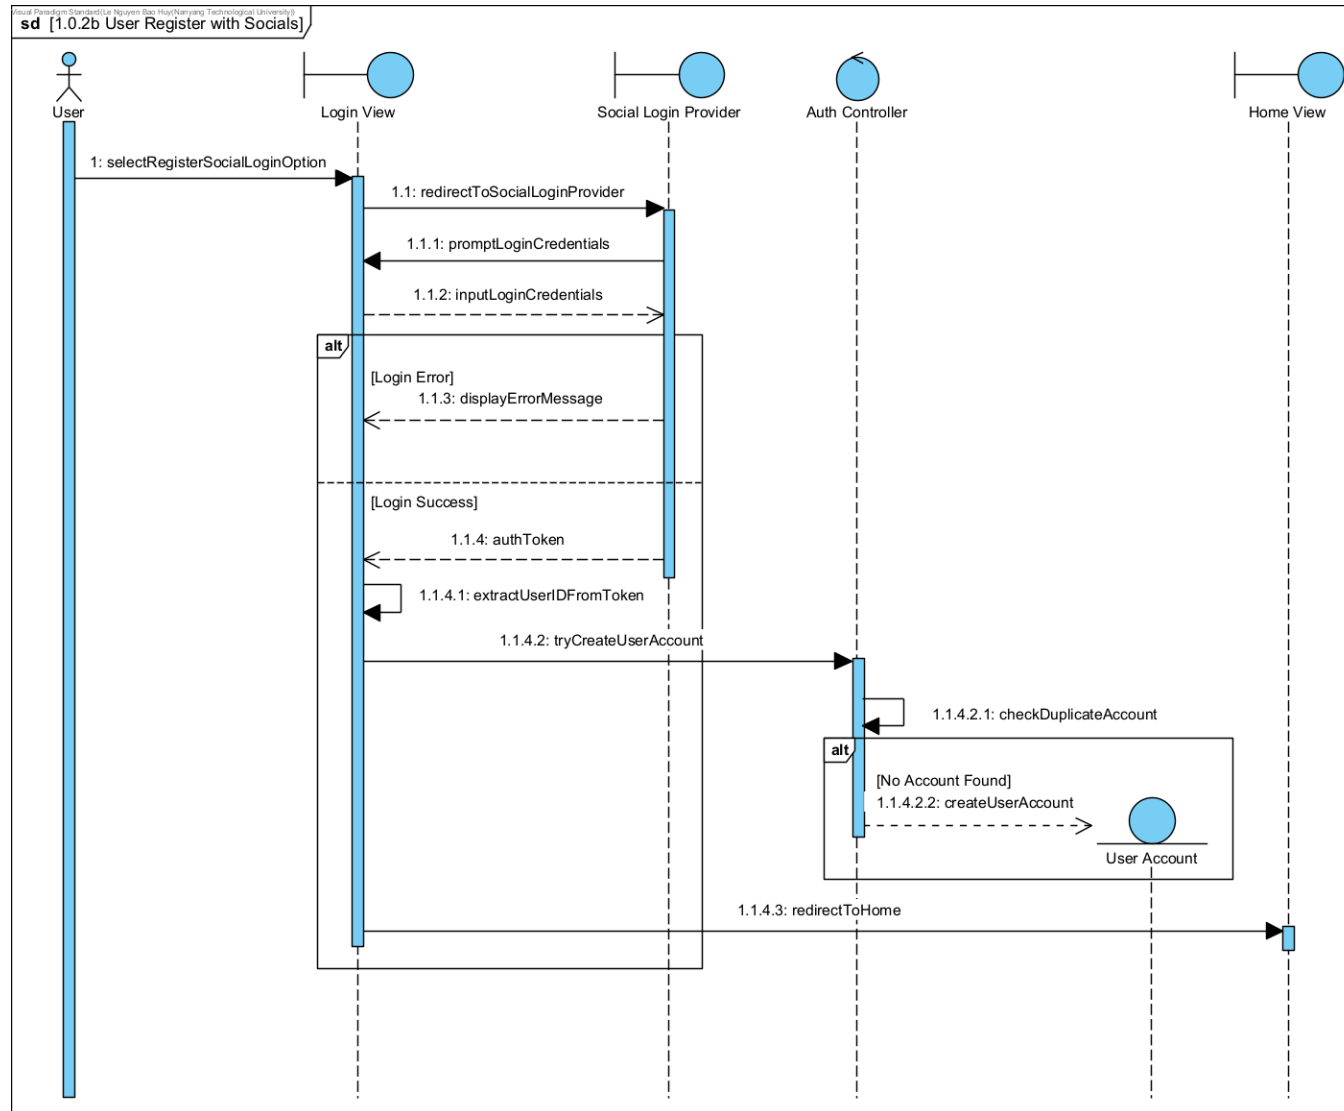 Visual Paradigm Standard(Le Nguyen Bao Huy(Nanyang Technological University))
sd [1.0.2b User Register with Socials]
User
Login View
Social Login Provider
Auth Controller
Home View
1: selectRegisterSocialLoginOption
1.1: redirectToSocialLoginProvider
1.1.1: promptLoginCredentials
1.1.2: inputLoginCredentials
alt
[Login Error]
1.1.3: displayErrorMessage
[Login Success]
1.1.4: authToken
1.1.4.1: extractUserIDFromToken
1.1.4.2: tryCreateUserAccount
1.1.4.2.1: checkDuplicateAccount
alt
[No Account Found]
1.1.4.2.2: createUserAccount
User Account
1.1.4.3: redirectToHome